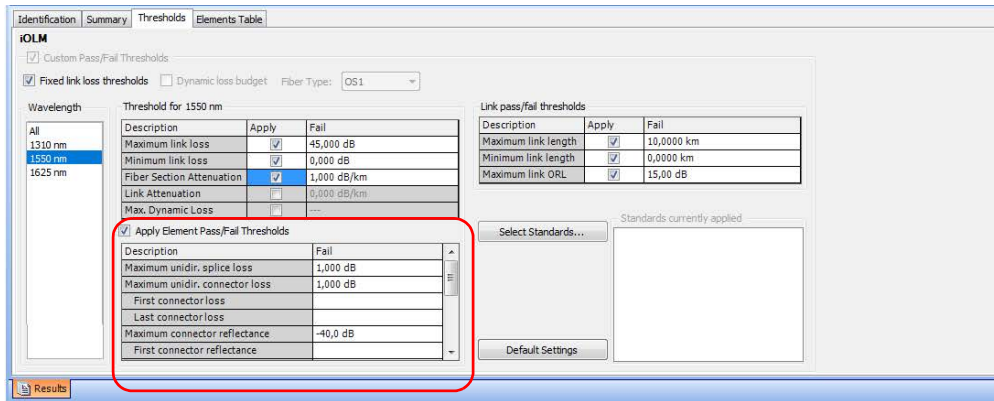 Identification Summary Thresholds Elements Table
iOLM
Custom Pass/Fail Thresholds
Fixed link loss thresholds Dynamic loss budget Fiber Type: OS1
Wavelength
All
1310 nm
1550 nm
1625 nm
Threshold for 1550 nm
Description Apply Fail
Maximum link loss 45,000 dB
Minimum link loss 0,000 dB
Fiber Section Attenuation 1,000 dB/km
Link Attenuation 0,000 dB/km
Max. Dynamic Loss ---
Apply Element Pass/Fail Thresholds
Description Fail
Maximum unidir. splice loss 1,000 dB
Maximum unidir. connector loss 1,000 dB
First connector loss
Last connector loss
Maximum connector reflectance -40,0 dB
First connector reflectance
Link pass/fail thresholds
Description Apply Fail
Maximum link length 10,0000 km
Minimum link length 0,0000 km
Maximum link ORL 15,00 dB
Select Standards...
Standards currently applied
Default Settings
Results